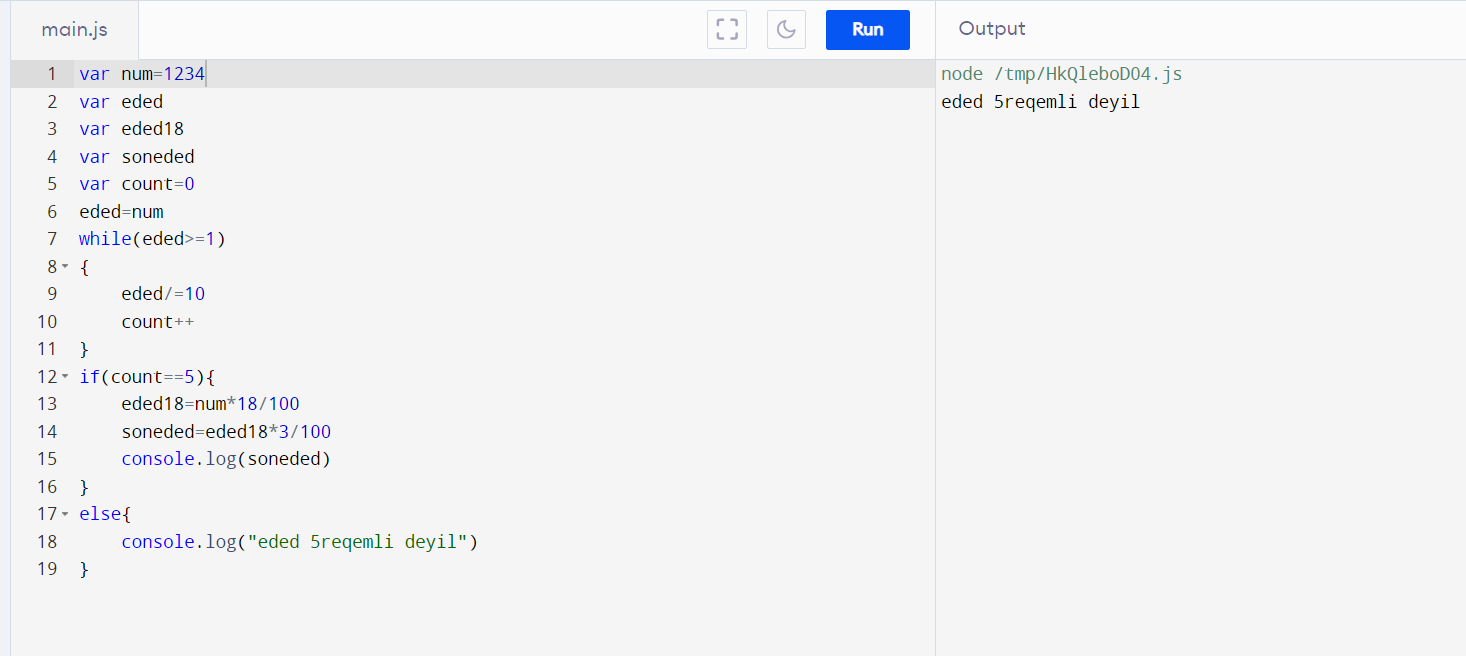 main.js
Run
Output
1 var num=1234
2 var eded
3 var eded18
4 var soneded
5 var count=0
6 eded=num
7 while(eded>=1)
8 {
9     eded/=10
10     count++
11 }
12 if(count==5){
13     eded18=num*18/100
14     soneded=eded18*3/100
15     console.log(soneded)
16 }
17 else{
18     console.log("eded 5reqemli deyil")
19 }
node /tmp/HkQleboDO4.js
eded 5reqemli deyil